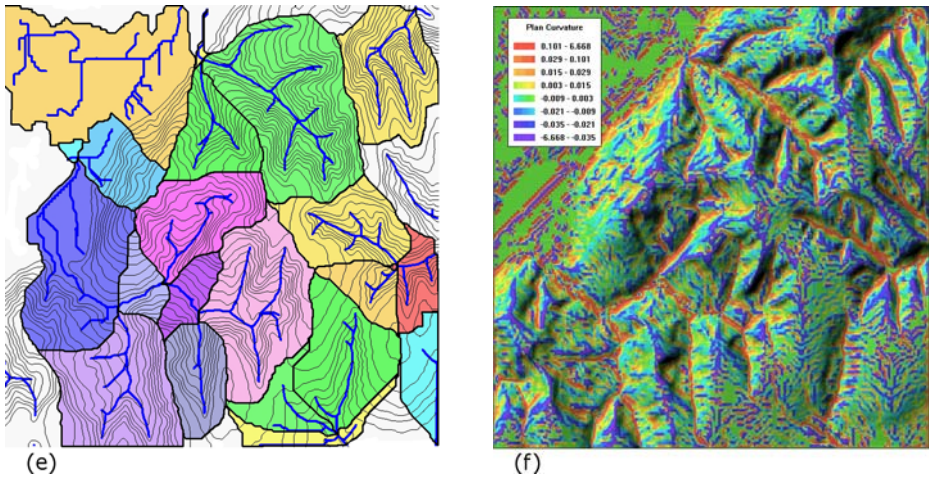 Plan Curvature
0.101 - 6.668
0.029 - 0.101
0.015 - 0.029
0.003 - 0.015
-0.009 - 0.003
-0.021 - -0.009
-0.035 - -0.021
-6.668 - -0.035
(e)
(f)